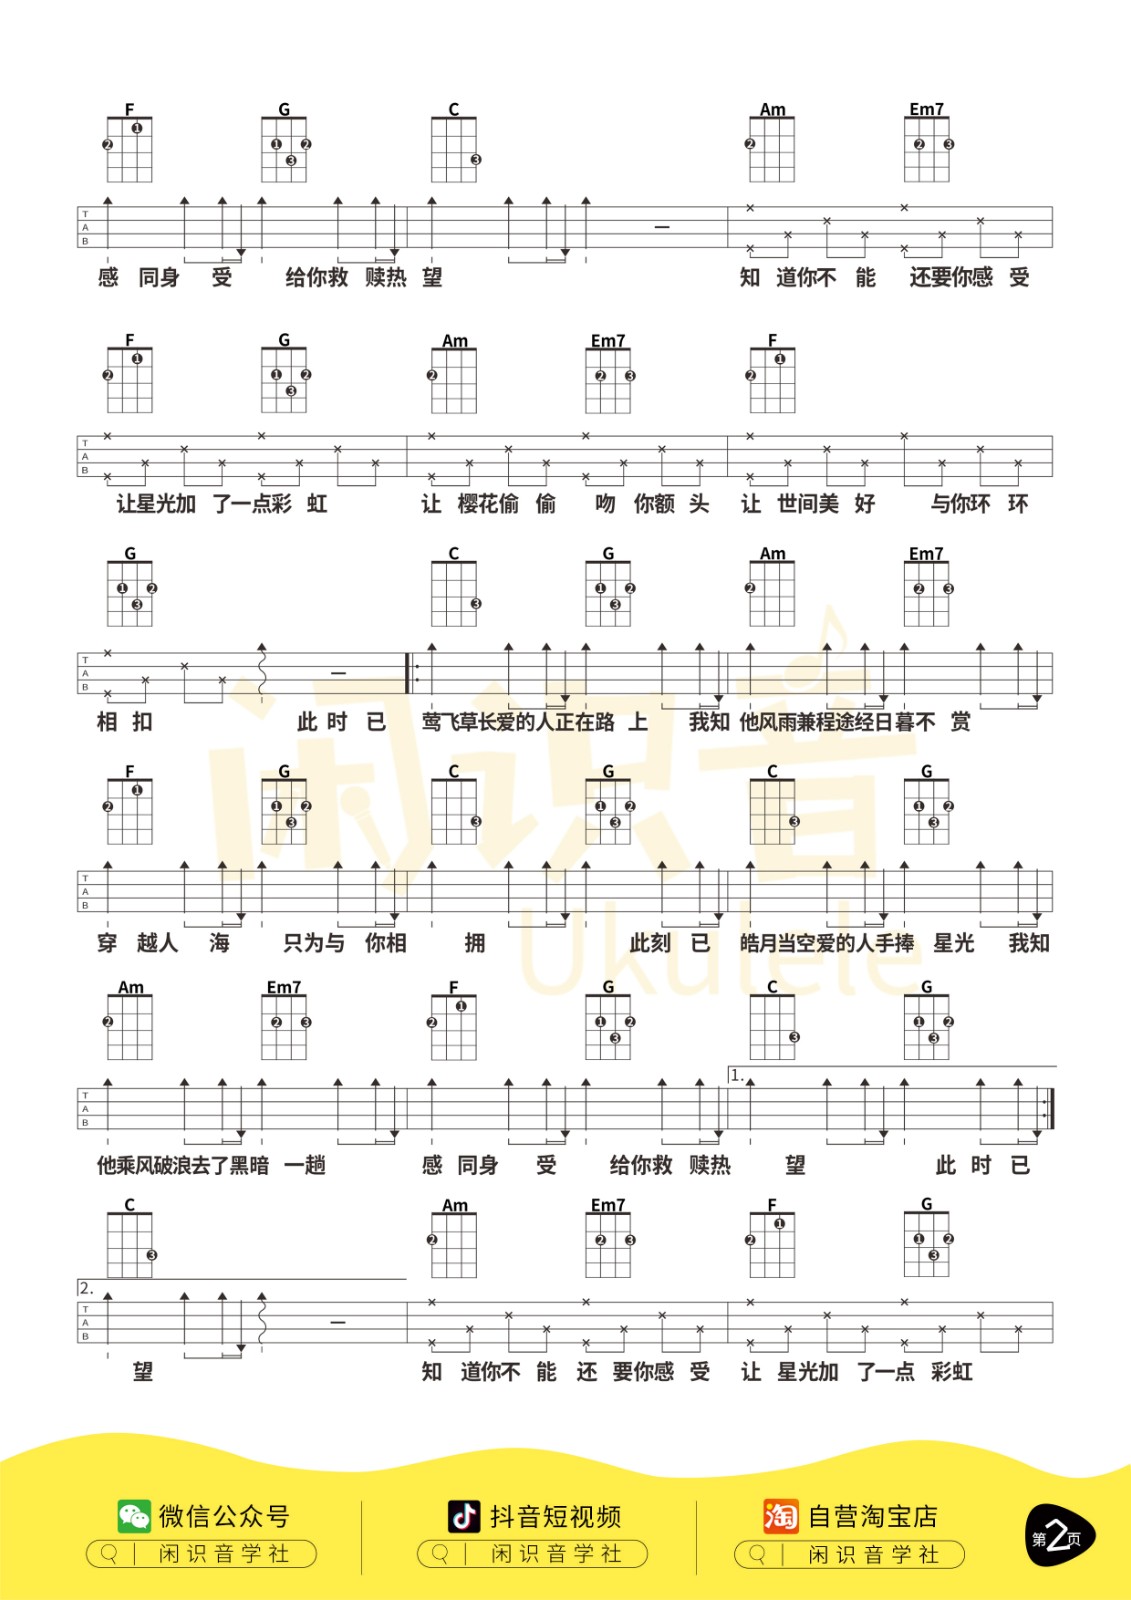 F G C Am Em7
感 同身 受 给你救 赎热 望 知 道你不 能 还要你感 受
F G Am Em7 F
让星光加 了一点彩 虹 让 樱花偷 偷 吻 你额 头 让 世间美 好 与你环 环
G C G Am Em7
相 扣 此 时 已 莺飞草长爱的人正在路 上 我知 他风雨兼程途经日暮不 赏
F G C G C G
穿 越人 海 只为与 你相 拥 此刻 已 皓月当空爱的人手捧 星光 我知
Am Em7 F G C G
1.
他乘风破浪去了黑暗 一趟 感 同身 受 给你救 赎热 望 此 时 已
C Am Em7 F G
2.
望 知 道你不 能 还 要你感 受 让 星光加 了一点 彩虹
闲识音
Ukulele
微信公众号 抖音短视频 自营淘宝店
闲识音学社 闲识音学社 闲识音学社
第2页